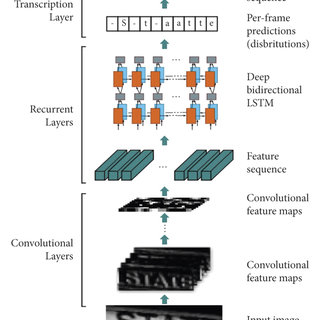 sequence
Transcription
Layer
- S - t - a a t t e
Per-frame
predictions
(disbritutions)
Recurrent
Layers
Deep
bidirectional
LSTM
Feature
sequence
Convolutional
Layers
Convolutional
feature maps
Convolutional
feature maps
Input image